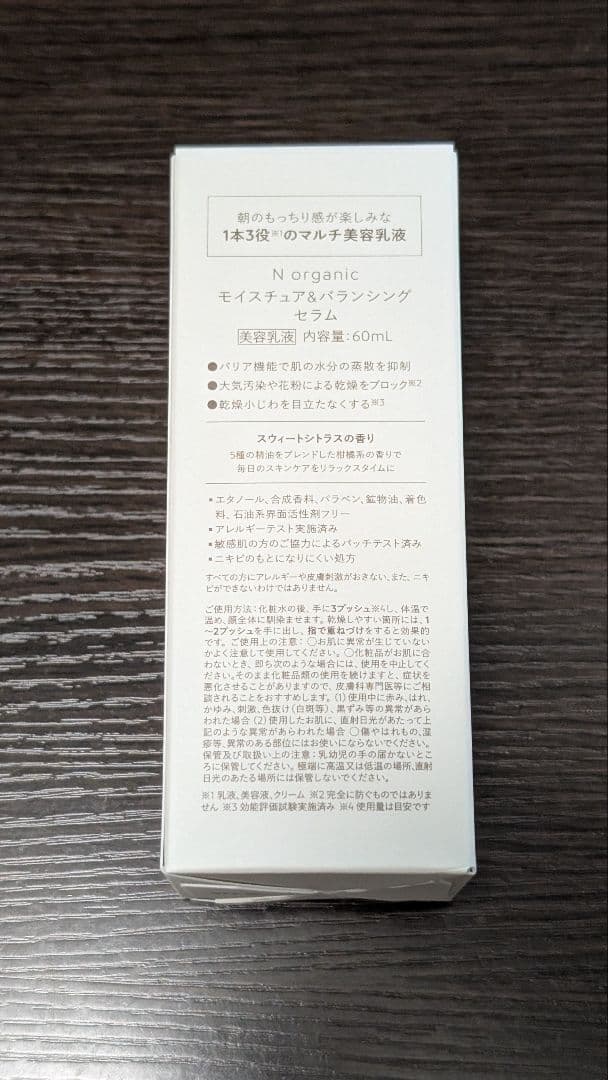 朝のもっちり感が楽しみな
1本3役※1のマルチ美容乳液
N organic
モイスチュア&バランシング
セラム
美容乳液 内容量:60mL
●バリア機能で肌の水分の蒸散を抑制
●大気汚染や花粉による乾燥をブロック※2
●乾燥小じわを目立たなくする※3
スウィートシトラスの香り
5種の精油をブレンドした柑橘系の香りで
毎日のスキンケアをリラックスタイムに
▪エタノール、合成香料、パラベン、鉱物油、着色
料、石油系界面活性剤フリー
▪アレルギーテスト実施済み
▪敏感肌の方のご協力によるパッチテスト済み
▪ニキビのもとになりにくい処方
すべての方にアレルギーや皮膚刺激がおきない、また、ニキ
ビができないわけではありません。
ご使用方法:化粧水の後、手に3プッシュ※4し、体温で
温め、顔全体に馴染ませます。乾燥しやすい箇所には、1
〜2プッシュを手に出し、指で重ねづけをすると効果的
です。ご使用上の注意:○お肌に異常が生じていない
かよく注意して使用してください。○化粧品がお肌に合
わないとき、即ち次のような場合には、使用を中止してく
ださい。そのまま化粧品類の使用を続けますと、症状を
悪化させることがありますので、皮膚科専門医等にご相
談されることをおすすめします。(1)使用中に赤み、はれ、
かゆみ、刺激、色抜け(白斑等)、黒ずみ等の異常があら
われた場合(2)使用したお肌に、直射日光があたって上
記のような異常があらわれた場合 ○傷やはれもの、湿
疹等、異常のある部位にはお使いにならないでください。
保管及び取扱い上の注意:乳幼児の手の届かないとこ
ろに保管してください。極端に高温又は低温の場所、直射
日光のあたる場所には保管しないでください。
※1 乳液、美容液、クリーム ※2 完全に防ぐものではありま
せん ※3 効能評価試験実施済み ※4 使用量は目安です